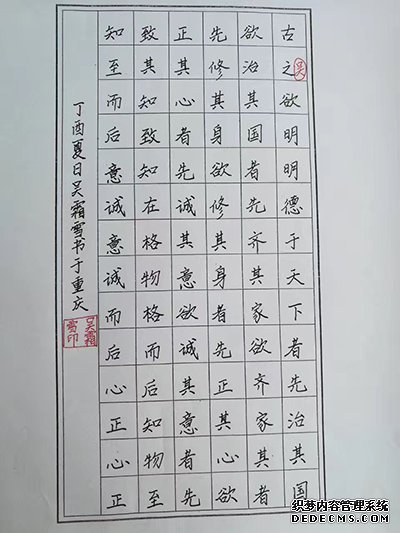 古之欲明明德于天下者先治其国
吴
欲治其国者先齐其家欲齐家其者
先修其身欲修其身者先正其心欲
正其心者先诚其意欲诚其意者先
致其知致知在格物格而后知物至
知至而后意诚意诚而后心正心正
丁酉夏日吴霜雪书于重庆
吴霜
雪印
织梦内容管理系统
DEDECMS.COM